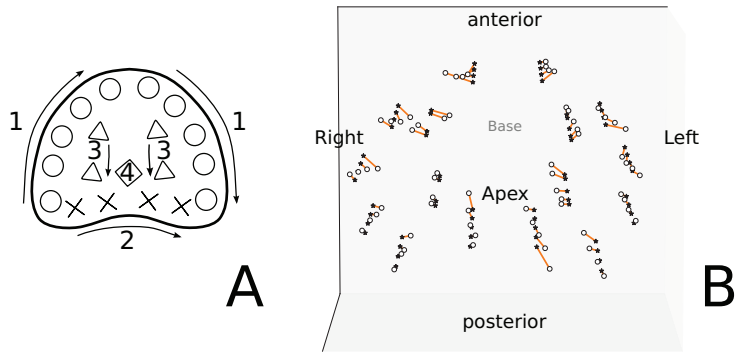 1
1
3
3
4
2
A
anterior
Right
Base
Left
Apex
posterior
B